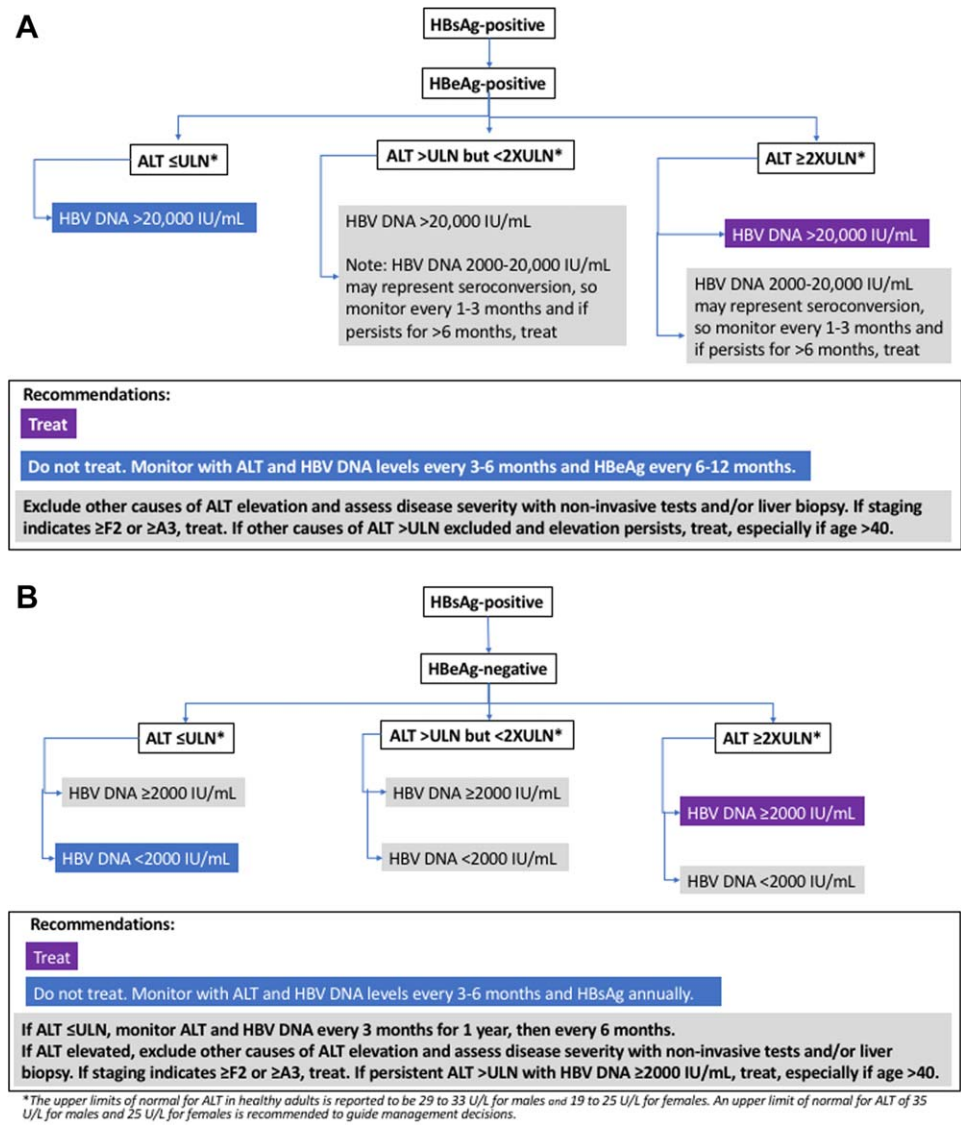 A
HBsAg-positive
HBeAg-positive
ALT ≤ULN*
ALT >ULN but <2XULN*
ALT ≥2XULN*
HBV DNA >20,000 IU/mL
HBV DNA >20,000 IU/mL
Note: HBV DNA 2000-20,000 IU/mL
may represent seroconversion, so
monitor every 1-3 months and if
persists for >6 months, treat
HBV DNA >20,000 IU/mL
HBV DNA 2000-20,000 IU/mL
may represent seroconversion,
so monitor every 1-3 months and
if persists for >6 months, treat
Recommendations:
Treat
Do not treat. Monitor with ALT and HBV DNA levels every 3-6 months and HBeAg every 6-12 months.
Exclude other causes of ALT elevation and assess disease severity with non-invasive tests and/or liver biopsy. If staging
indicates ≥F2 or ≥A3, treat. If other causes of ALT >ULN excluded and elevation persists, treat, especially if age >40.
B
HBsAg-positive
HBeAg-negative
ALT ≤ULN*
ALT >ULN but <2XULN*
ALT ≥2XULN*
HBV DNA ≥2000 IU/mL
HBV DNA <2000 IU/mL
HBV DNA ≥2000 IU/mL
HBV DNA <2000 IU/mL
HBV DNA ≥2000 IU/mL
HBV DNA <2000 IU/mL
Recommendations:
Treat
Do not treat. Monitor with ALT and HBV DNA levels every 3-6 months and HBsAg annually.
If ALT ≤ULN, monitor ALT and HBV DNA every 3 months for 1 year, then every 6 months.
If ALT elevated, exclude other causes of ALT elevation and assess disease severity with non-invasive tests and/or liver
biopsy. If staging indicates ≥F2 or ≥A3, treat. If persistent ALT >ULN with HBV DNA ≥2000 IU/mL, treat, especially if age >40.
*The upper limits of normal for ALT in healthy adults is reported to be 29 to 33 U/L for males and 19 to 25 U/L for females. An upper limit of normal for ALT of 35
U/L for males and 25 U/L for females is recommended to guide management decisions.